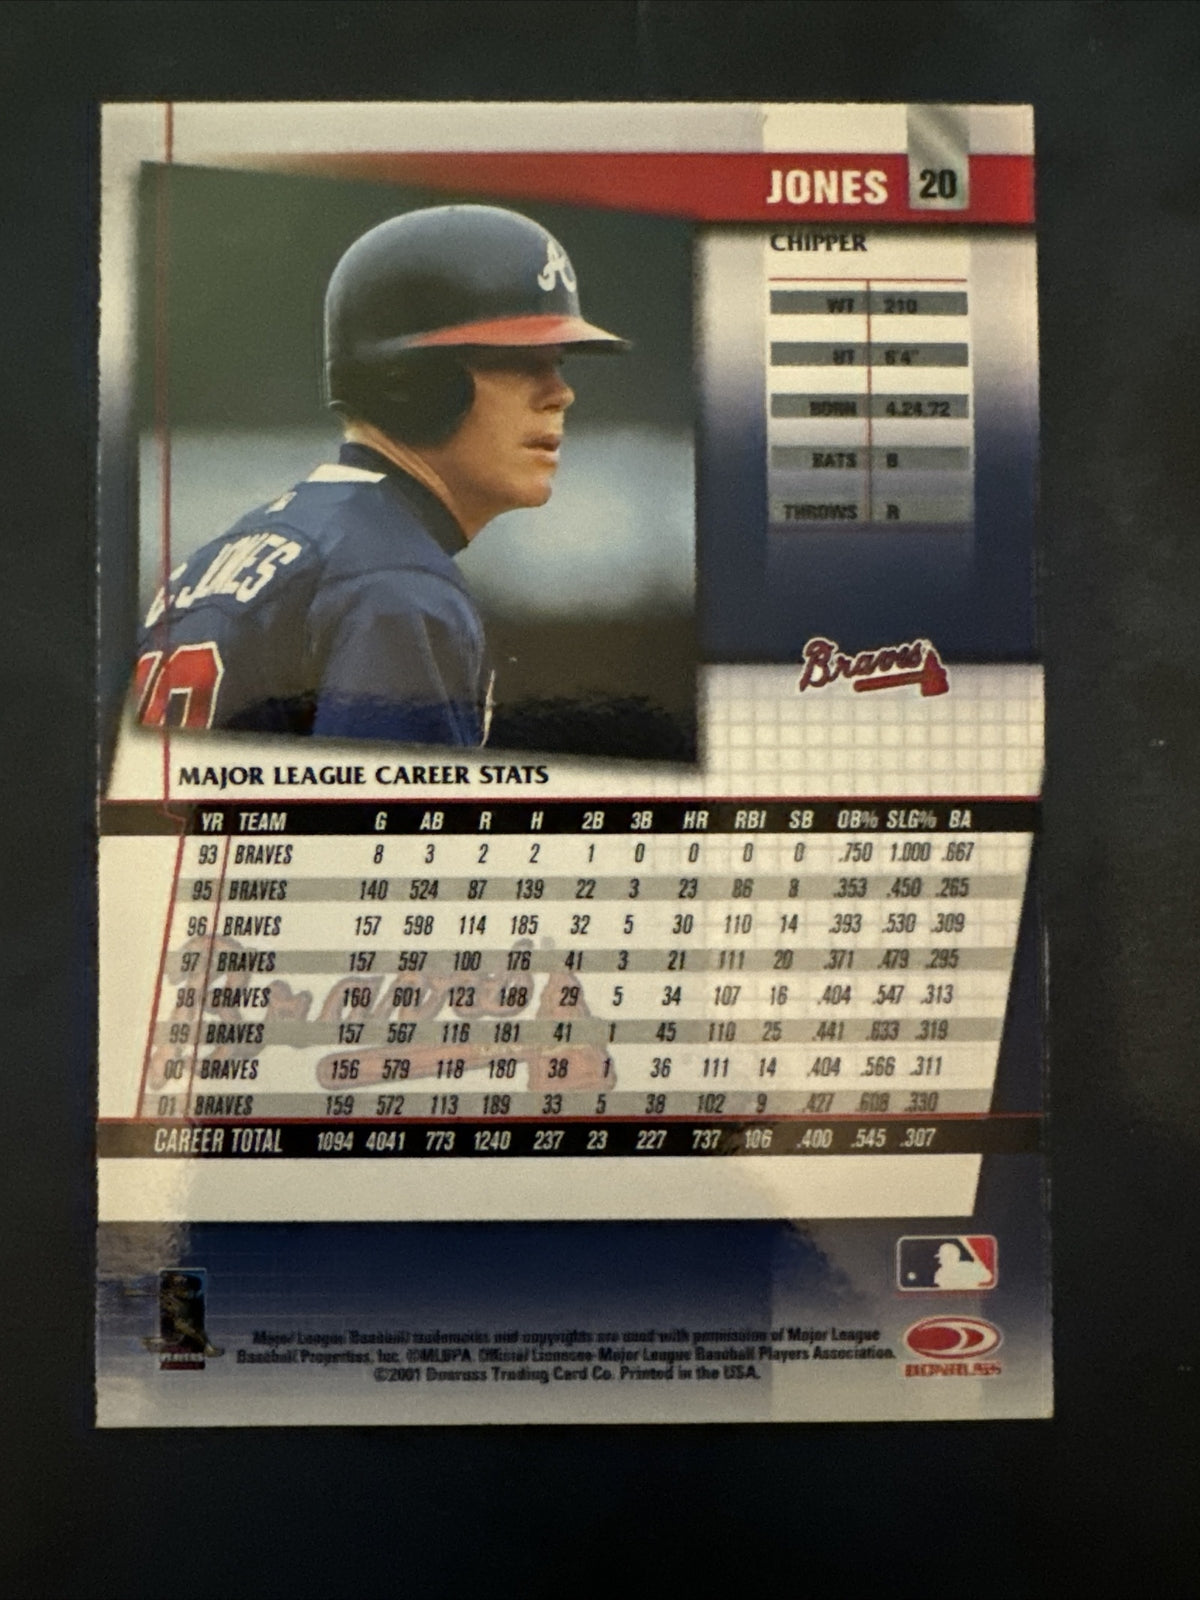 JONES 20
CHIPPER
WT 210
HT 6'4"
BORN 4.24.72
BATS B
THROWS R
A
C. JONES
10
Braves
MAJOR LEAGUE CAREER STATS
YR TEAM G AB R H 2B 3B HR RBI SB OB% SLG% BA
93 BRAVES 8 3 2 2 1 0 0 0 0 .750 1.000 .667
95 BRAVES 140 524 87 139 22 3 23 86 8 .353 .450 .265
96 BRAVES 157 598 114 185 32 5 30 110 14 .393 .530 .309
97 BRAVES 157 597 100 176 41 3 21 111 20 .371 .479 .295
98 BRAVES 160 601 123 188 29 5 34 107 16 .404 .547 .313
99 BRAVES 157 567 116 181 41 1 45 110 25 .441 .633 .319
00 BRAVES 156 579 118 180 38 1 36 111 14 .404 .566 .311
01 BRAVES 159 572 113 189 33 5 38 102 9 .427 .608 .330
Braves
CAREER TOTAL 1094 4041 773 1240 237 23 227 737 106 .400 .545 .307
PLAYERS
Major League Baseball trademarks and copyrights are used with permission of Major League
Baseball Properties, Inc. ©MLBPA Official Licensee-Major League Baseball Players Association.
©2001 Donruss Trading Card Co. Printed in the USA.
DONRUSS